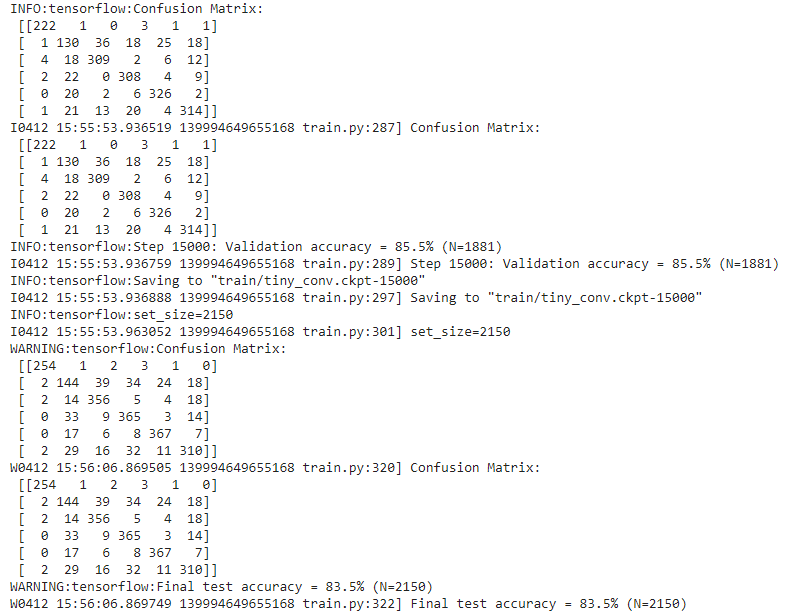 INFO:tensorflow:Confusion Matrix:
 [[222   1   0   3   1   1]
 [  1 130  36  18  25  18]
 [  4  18 309   2   6  12]
 [  2  22   0 308   4   9]
 [  0  20   2   6 326   2]
 [  1  21  13  20   4 314]]
I0412 15:55:53.936519 139994649655168 train.py:287] Confusion Matrix:
 [[222   1   0   3   1   1]
 [  1 130  36  18  25  18]
 [  4  18 309   2   6  12]
 [  2  22   0 308   4   9]
 [  0  20   2   6 326   2]
 [  1  21  13  20   4 314]]
INFO:tensorflow:Step 15000: Validation accuracy = 85.5% (N=1881)
I0412 15:55:53.936759 139994649655168 train.py:289] Step 15000: Validation accuracy = 85.5% (N=1881)
INFO:tensorflow:Saving to "train/tiny_conv.ckpt-15000"
I0412 15:55:53.936888 139994649655168 train.py:297] Saving to "train/tiny_conv.ckpt-15000"
INFO:tensorflow:set_size=2150
I0412 15:55:53.963052 139994649655168 train.py:301] set_size=2150
WARNING:tensorflow:Confusion Matrix:
 [[254   1   2   3   1   0]
 [  2 144  39  34  24  18]
 [  2  14 356   5   4  18]
 [  0  33   9 365   3  14]
 [  0  17   6   8 367   7]
 [  2  29  16  32  11 310]]
W0412 15:56:06.869505 139994649655168 train.py:320] Confusion Matrix:
 [[254   1   2   3   1   0]
 [  2 144  39  34  24  18]
 [  2  14 356   5   4  18]
 [  0  33   9 365   3  14]
 [  0  17   6   8 367   7]
 [  2  29  16  32  11 310]]
WARNING:tensorflow:Final test accuracy = 83.5% (N=2150)
W0412 15:56:06.869749 139994649655168 train.py:322] Final test accuracy = 83.5% (N=2150)